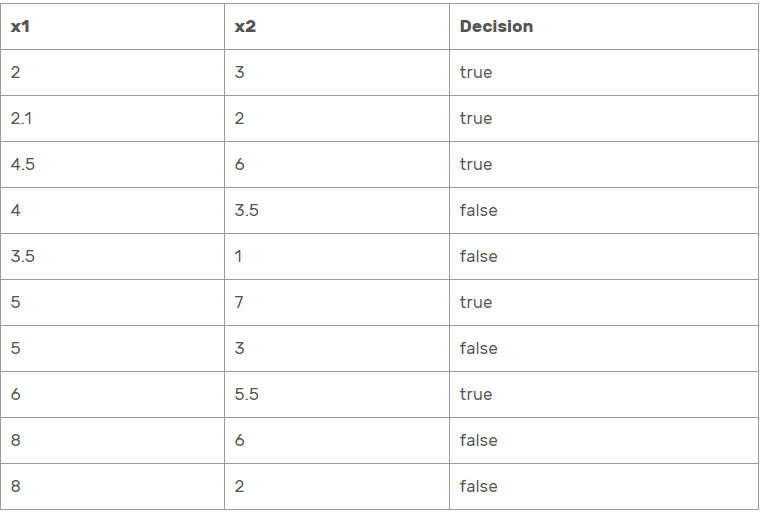 x1 x2 Decision
2 3 true
2.1 2 true
4.5 6 true
4 3.5 false
3.5 1 false
5 7 true
5 3 false
6 5.5 true
8 6 false
8 2 false